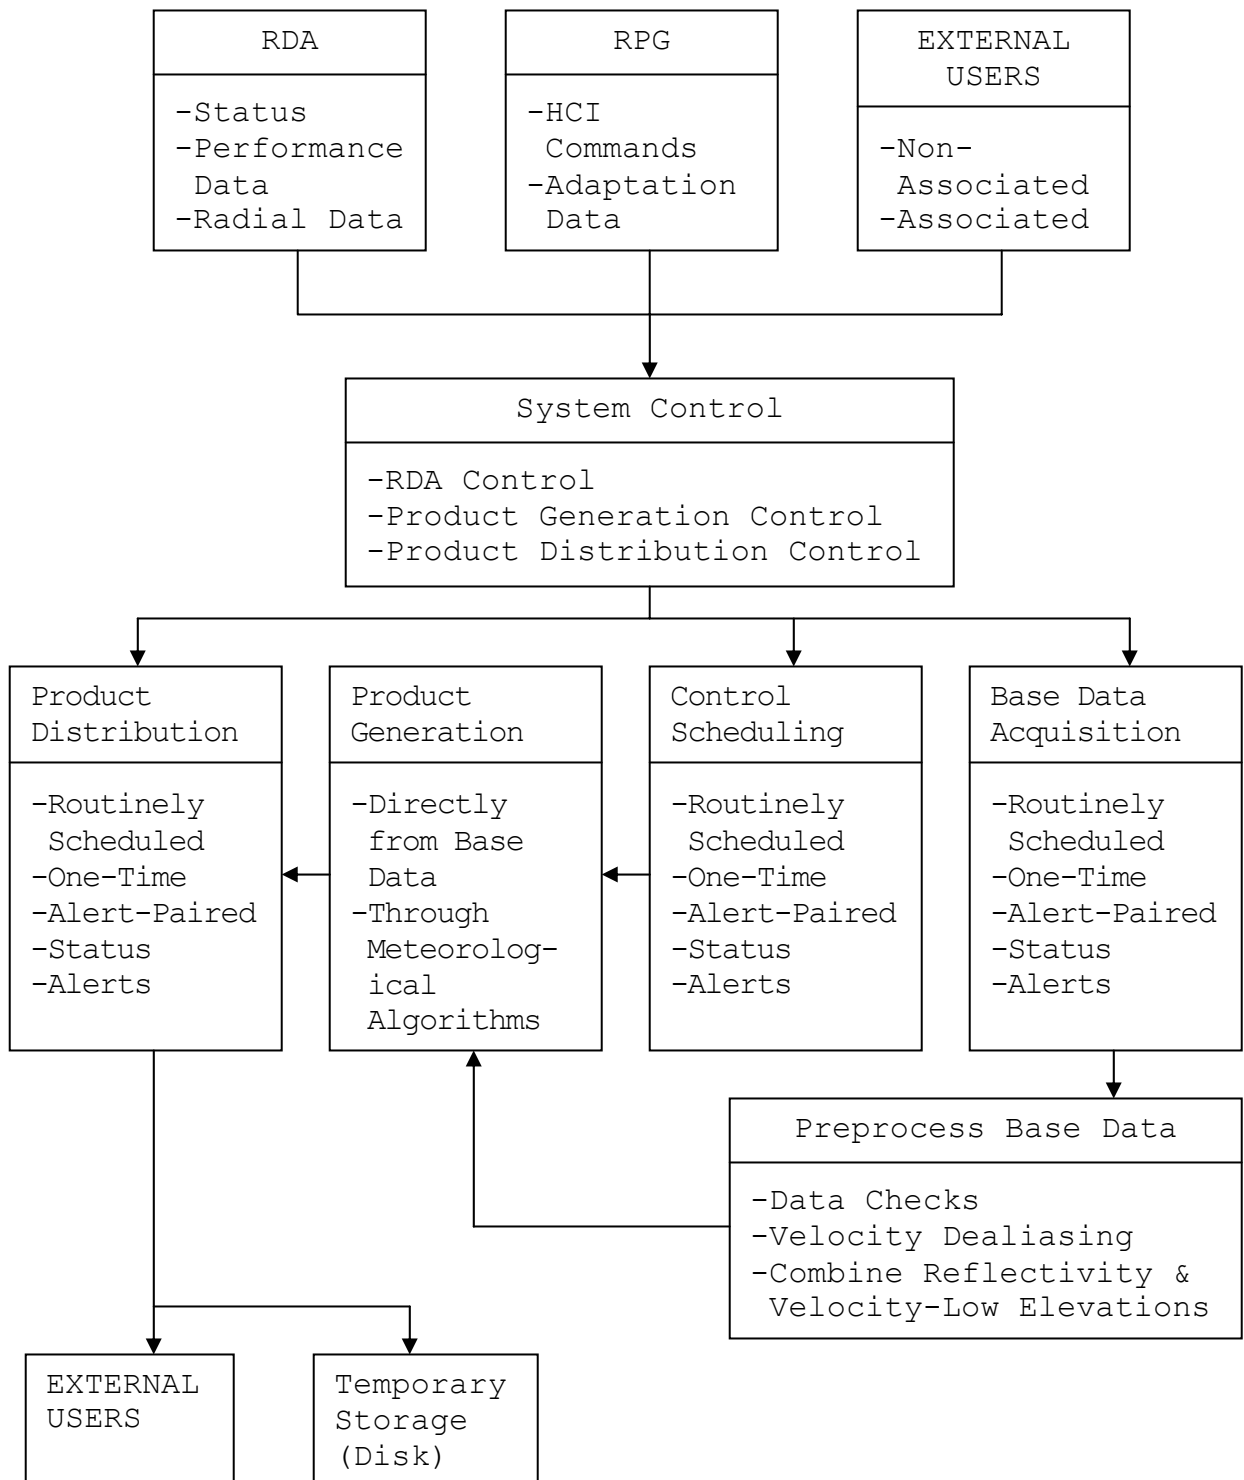 RDA
-Status
-Performance
Data
-Radial Data
RPG
-HCI
Commands
-Adaptation
Data
EXTERNAL
USERS
-Non-
Associated
-Associated
System Control
-RDA Control
-Product Generation Control
-Product Distribution Control
Product
Distribution
-Routinely
Scheduled
-One-Time
-Alert-Paired
-Status
-Alerts
Product
Generation
-Directly
from Base
Data
-Through
Meteorolog-
ical
Algorithms
Control
Scheduling
-Routinely
Scheduled
-One-Time
-Alert-Paired
-Status
-Alerts
Base Data
Acquisition
-Routinely
Scheduled
-One-Time
-Alert-Paired
-Status
-Alerts
Preprocess Base Data
-Data Checks
-Velocity Dealiasing
-Combine Reflectivity &
Velocity-Low Elevations
EXTERNAL
USERS
Temporary
Storage
(Disk)